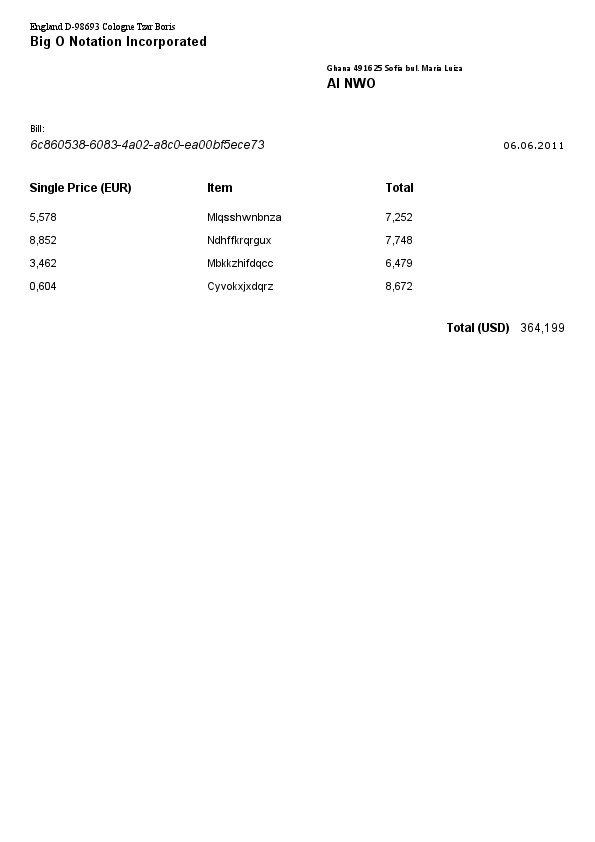 England D-98693 Cologne Tzar Boris
Big O Notation Incorporated
Ghana 491625 Sofia bul. Maria Luiza
AI NWO
Bill:
6c860538-6083-4a02-a8c0-ea00bf5ece73 06.06.2011
Single Price (EUR) Item Total
5,578 Mlqsshwnbnza 7,252
8,852 Ndhffkrqrgux 7,748
3,462 Mbkkzhifdqcc 6,479
0,604 Cyvokxjxdqrz 8,672
Total (USD) 364,199